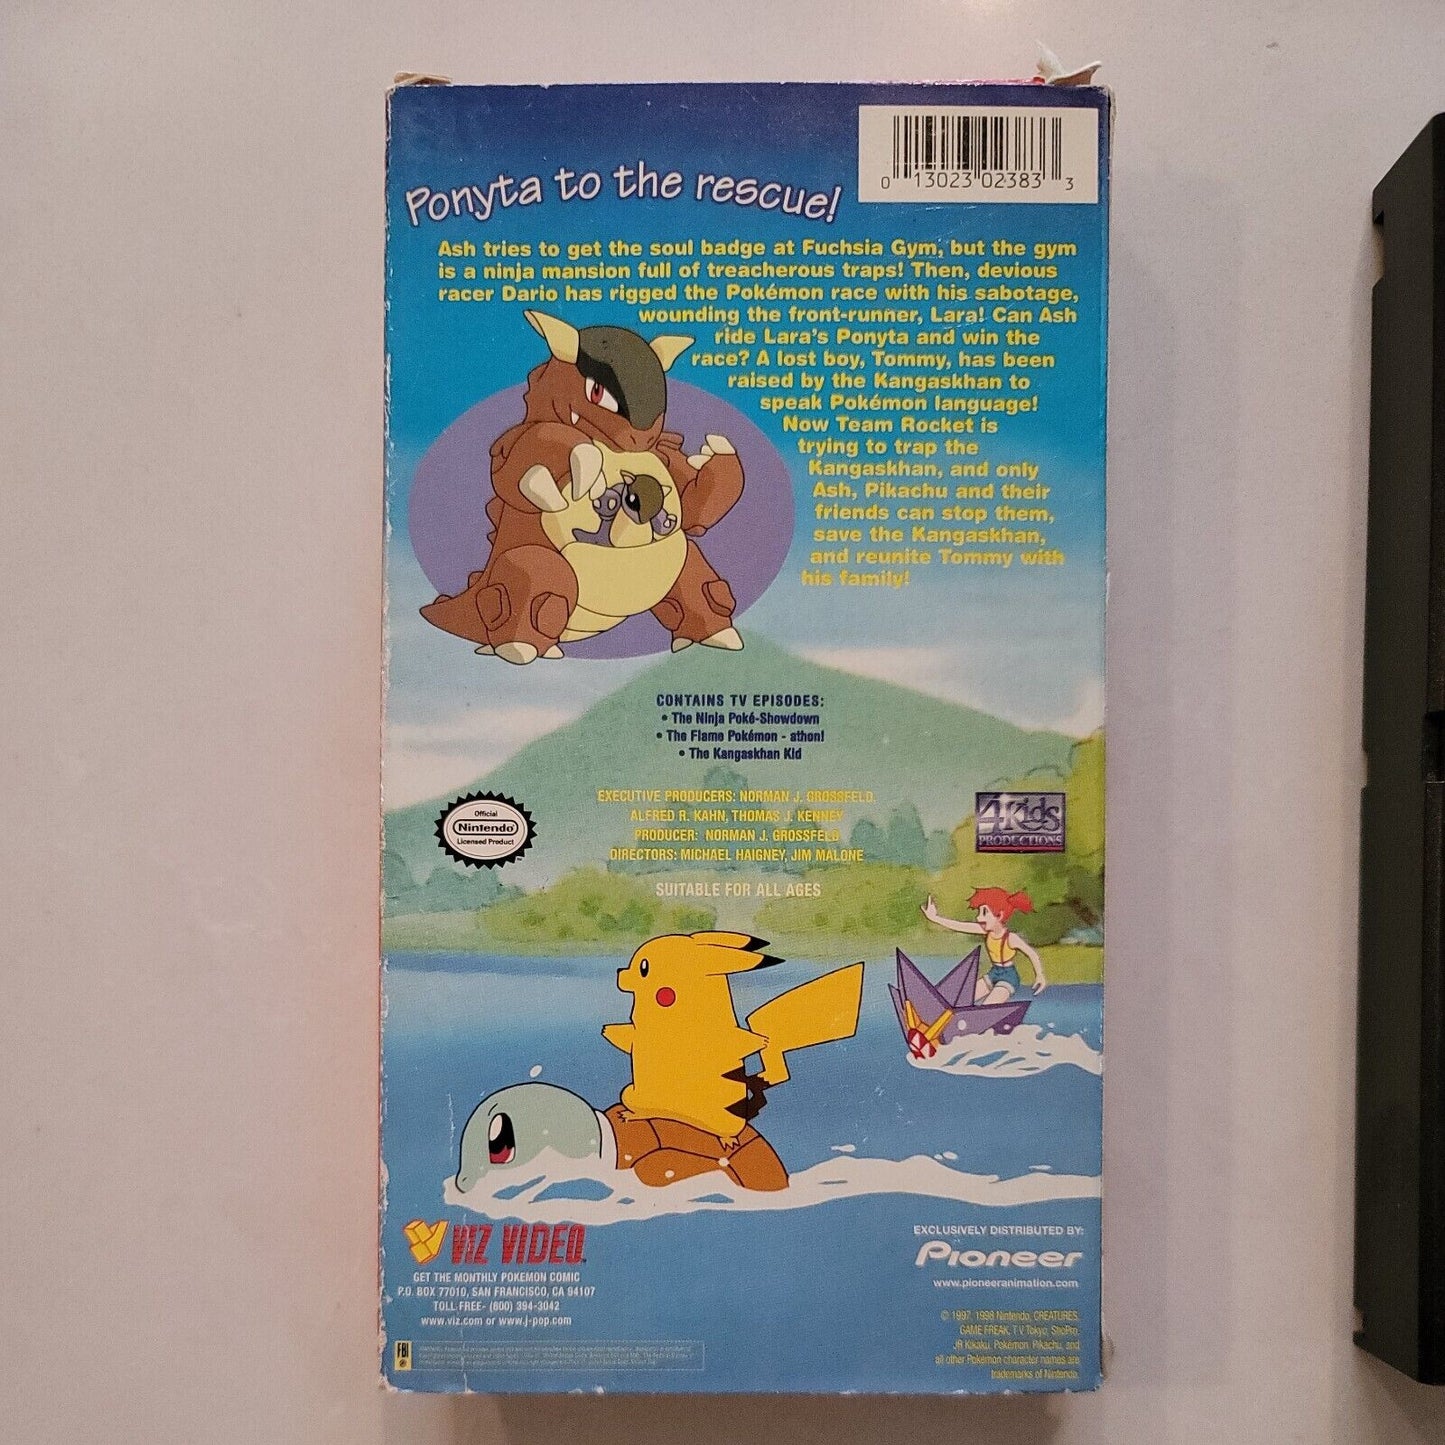 Ponyta to the rescue!
0 13023 02383 3
Ash tries to get the soul badge at Fuchsia Gym, but the gym
is a ninja mansion full of treacherous traps! Then, devious
racer Dario has rigged the Pokémon race with his sabotage,
wounding the front-runner, Lara! Can Ash
ride Lara's Ponyta and win the
race? A lost boy, Tommy, has been
raised by the Kangaskhan to
speak Pokémon language!
Now Team Rocket is
trying to trap the
Kangaskhan, and only
Ash, Pikachu and their
friends can stop them,
save the Kangaskhan,
and reunite Tommy with
his family!
CONTAINS TV EPISODES:
• The Ninja Poké-Showdown
• The Flame Pokémon - athon!
• The Kangaskhan Kid
EXECUTIVE PRODUCERS: NORMAN J. GROSSFELD,
ALFRED R. KAHN, THOMAS J. KENNEY
PRODUCER: NORMAN J. GROSSFELD
DIRECTORS: MICHAEL HAIGNEY, JIM MALONE
SUITABLE FOR ALL AGES
Official
Nintendo
Licensed Product
4Kids
PRODUCTIONS
VIZ VIDEO
GET THE MONTHLY POKEMON COMIC
P.O. BOX 77010, SAN FRANCISCO, CA 94107
TOLL FREE- (800) 394-3042
www.viz.com or www.j-pop.com
FBI
EXCLUSIVELY DISTRIBUTED BY:
Pioneer
www.pioneeranimation.com
© 1997, 1998 Nintendo, CREATURES,
GAME FREAK, TV Tokyo, ShoPro,
JR Kikaku. Pokémon, Pikachu, and
all other Pokémon character names are
trademarks of Nintendo.